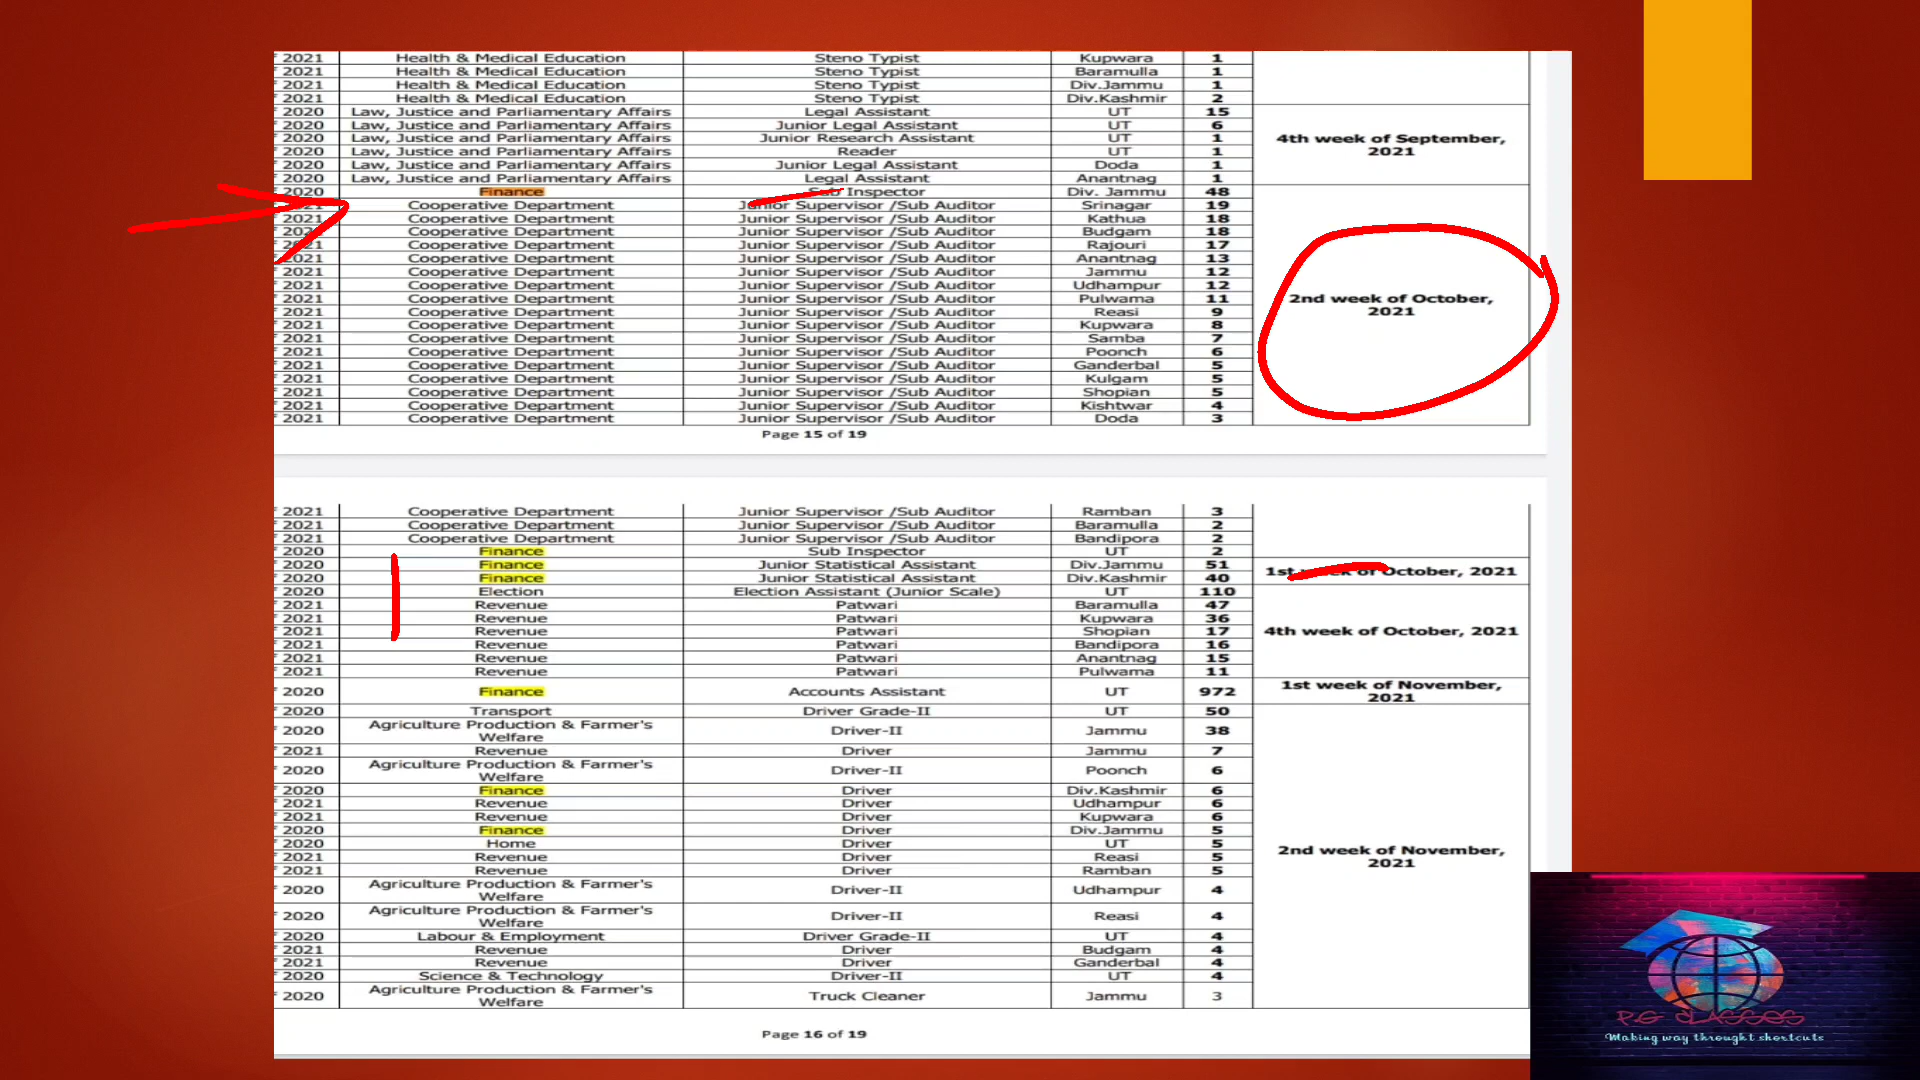 2021 Health & Medical Education Steno Typist Kupwara 1
2021 Health & Medical Education Steno Typist Baramulla 1
2021 Health & Medical Education Steno Typist Div.Jammu 1
2021 Health & Medical Education Steno Typist Div.Kashmir 2
2020 Law, Justice and Parliamentary Affairs Legal Assistant UT 15
2020 Law, Justice and Parliamentary Affairs Junior Legal Assistant UT 6
2020 Law, Justice and Parliamentary Affairs Junior Research Assistant UT 1
4th week of September,
2021
2020 Law, Justice and Parliamentary Affairs Reader UT 1
2020 Law, Justice and Parliamentary Affairs Junior Legal Assistant Doda 1
2020 Law, Justice and Parliamentary Affairs Legal Assistant Anantnag 1
2020 Finance Sub Inspector Div. Jammu 48
2021 Cooperative Department Junior Supervisor /Sub Auditor Srinagar 19
2021 Cooperative Department Junior Supervisor /Sub Auditor Kathua 18
2021 Cooperative Department Junior Supervisor /Sub Auditor Budgam 18
2021 Cooperative Department Junior Supervisor /Sub Auditor Rajouri 17
2021 Cooperative Department Junior Supervisor /Sub Auditor Anantnag 13
2021 Cooperative Department Junior Supervisor /Sub Auditor Jammu 12
2021 Cooperative Department Junior Supervisor /Sub Auditor Udhampur 12
2021 Cooperative Department Junior Supervisor /Sub Auditor Pulwama 11
2nd week of October,
2021
2021 Cooperative Department Junior Supervisor /Sub Auditor Reasi 9
2021 Cooperative Department Junior Supervisor /Sub Auditor Kupwara 8
2021 Cooperative Department Junior Supervisor /Sub Auditor Samba 7
2021 Cooperative Department Junior Supervisor /Sub Auditor Poonch 6
2021 Cooperative Department Junior Supervisor /Sub Auditor Ganderbal 5
2021 Cooperative Department Junior Supervisor /Sub Auditor Kulgam 5
2021 Cooperative Department Junior Supervisor /Sub Auditor Shopian 5
2021 Cooperative Department Junior Supervisor /Sub Auditor Kishtwar 4
2021 Cooperative Department Junior Supervisor /Sub Auditor Doda 3
Page 15 of 19
2021 Cooperative Department Junior Supervisor /Sub Auditor Ramban 3
2021 Cooperative Department Junior Supervisor /Sub Auditor Baramulla 2
2021 Cooperative Department Junior Supervisor /Sub Auditor Bandipora 2
2020 Finance Sub Inspector UT 2
2020 Finance Junior Statistical Assistant Div.Jammu 51
1st week of October, 2021
2020 Finance Junior Statistical Assistant Div.Kashmir 40
2020 Election Election Assistant (Junior Scale) UT 110
2021 Revenue Patwari Baramulla 47
2021 Revenue Patwari Kupwara 36
2021 Revenue Patwari Shopian 17
4th week of October, 2021
2021 Revenue Patwari Bandipora 16
2021 Revenue Patwari Anantnag 15
2021 Revenue Patwari Pulwama 11
2020 Finance Accounts Assistant UT 972
1st week of November,
2021
2020 Transport Driver Grade-II UT 50
2020 Agriculture Production & Farmer's
Welfare Driver-II Jammu 38
2021 Revenue Driver Jammu 7
2020 Agriculture Production & Farmer's
Welfare Driver-II Poonch 6
2020 Finance Driver Div.Kashmir 6
2021 Revenue Driver Udhampur 6
2021 Revenue Driver Kupwara 6
2020 Finance Driver Div.Jammu 5
2020 Home Driver UT 5
2nd week of November,
2021
2021 Revenue Driver Reasi 5
2021 Revenue Driver Ramban 5
2020 Agriculture Production & Farmer's
Welfare Driver-II Udhampur 4
2020 Agriculture Production & Farmer's
Welfare Driver-II Reasi 4
2020 Labour & Employment Driver Grade-II UT 4
2021 Revenue Driver Budgam 4
2021 Revenue Driver Ganderbal 4
2020 Science & Technology Driver-II UT 4
2020 Agriculture Production & Farmer's
Welfare Truck Cleaner Jammu 3
Page 16 of 19
P.G CLASSES
Making way throught shortcuts